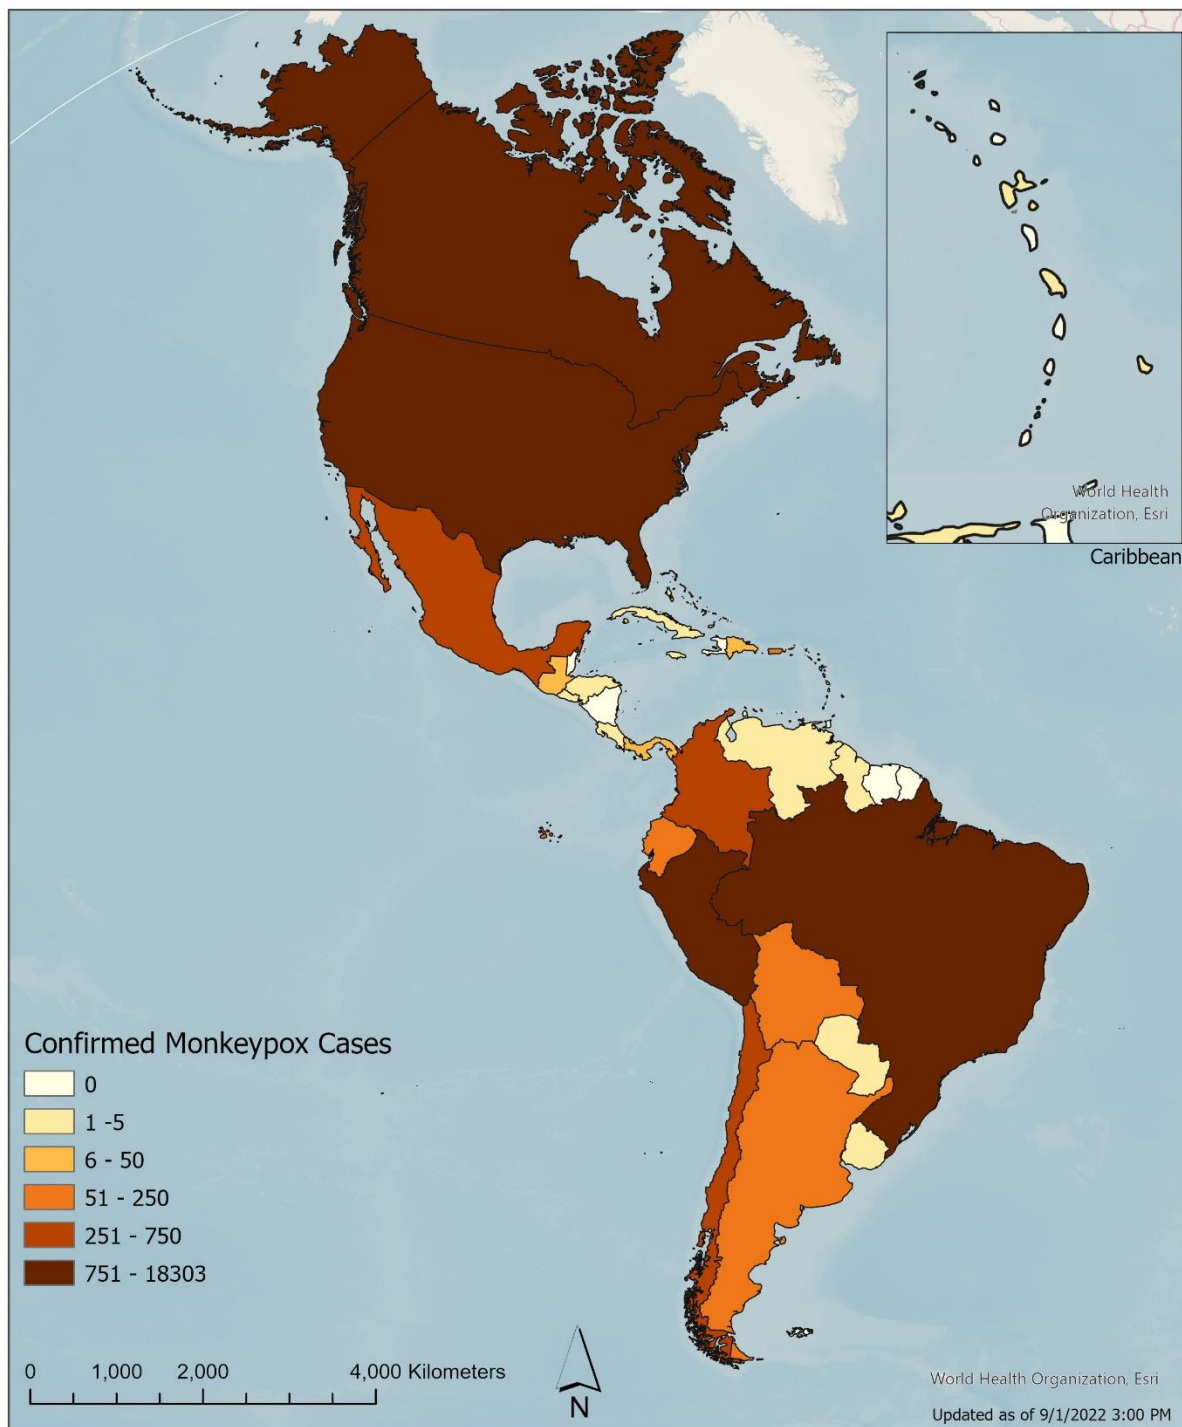 World Health
Organization, Esri
Caribbean
Confirmed Monkeypox Cases
0
1 -5
6 - 50
51 - 250
251 - 750
751 - 18303
0 1,000 2,000 4,000 Kilometers
N
World Health Organization, Esri
Updated as of 9/1/2022 3:00 PM